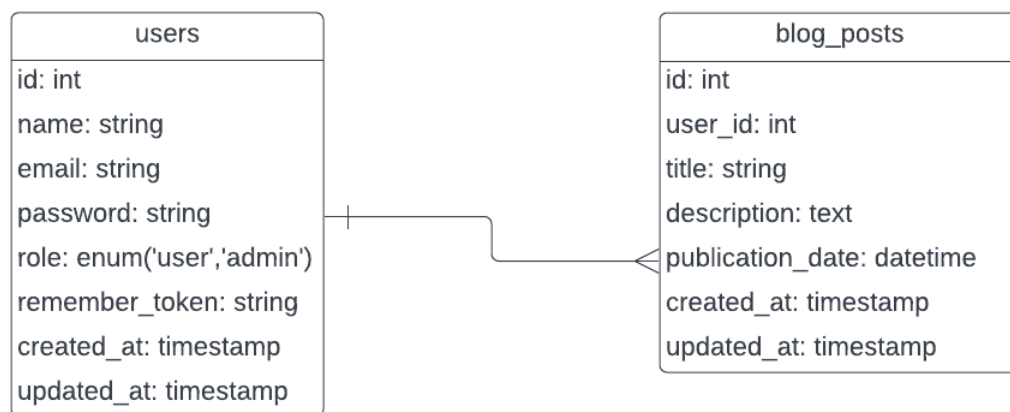 users
id: int
name: string
email: string
password: string
role: enum('user','admin')
remember_token: string
created_at: timestamp
updated_at: timestamp
blog_posts
id: int
user_id: int
title: string
description: text
publication_date: datetime
created_at: timestamp
updated_at: timestamp